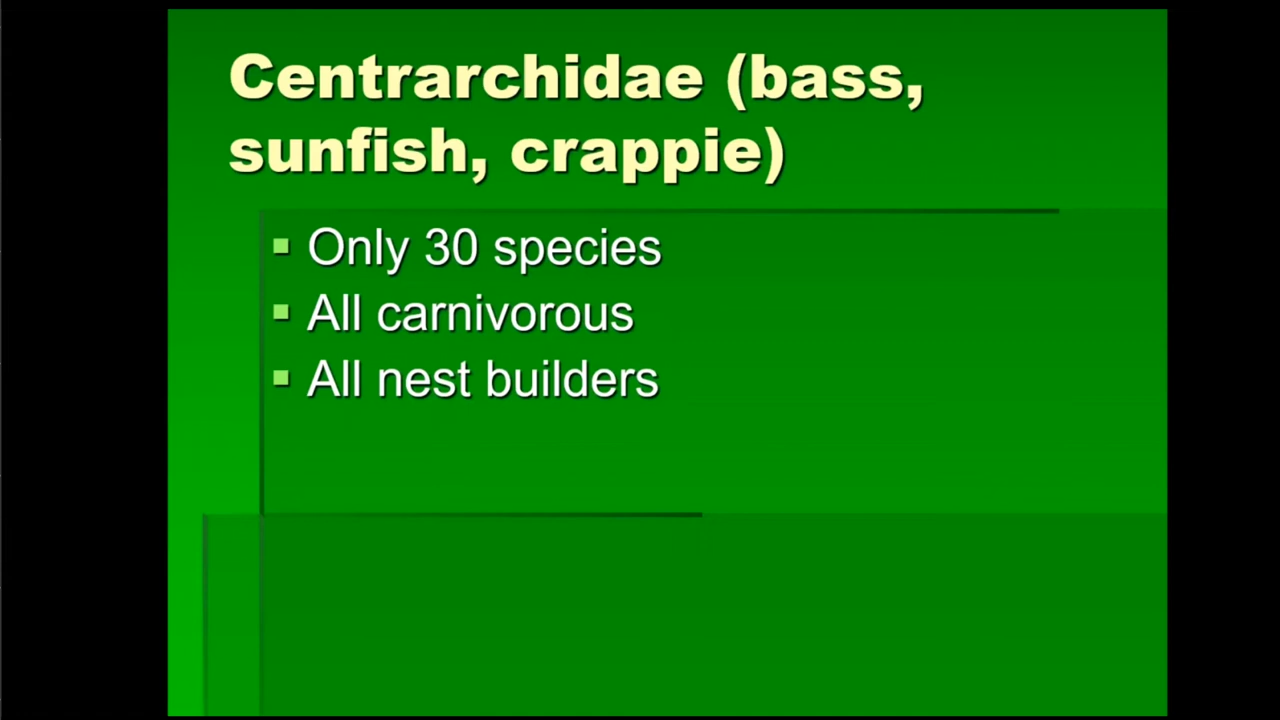 Centrarchidae (bass,
sunfish, crappie)
Only 30 species
All carnivorous
All nest builders